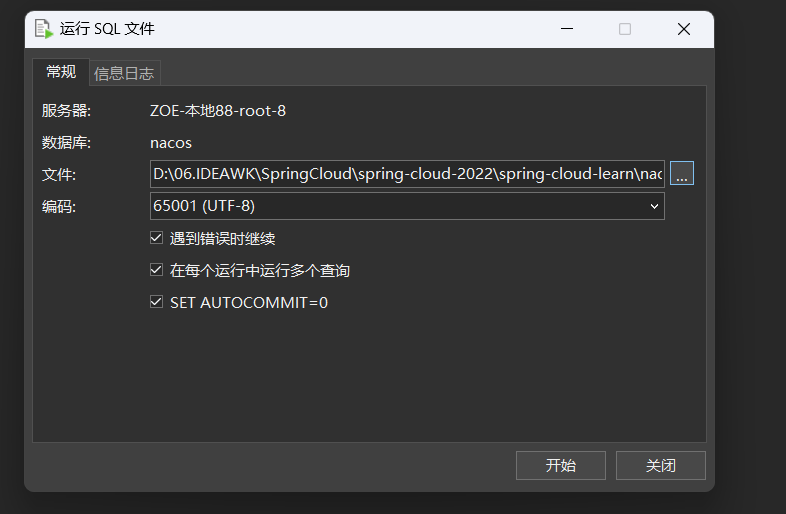 运行 SQL 文件
常规 信息日志
服务器: ZOE-本地88-root-8
数据库: nacos
文件: D:\06.IDEAWK\SpringCloud\spring-cloud-2022\spring-cloud-learn\nac ...
编码: 65001 (UTF-8)
遇到错误时继续
在每个运行中运行多个查询
SET AUTOCOMMIT=0
开始 关闭